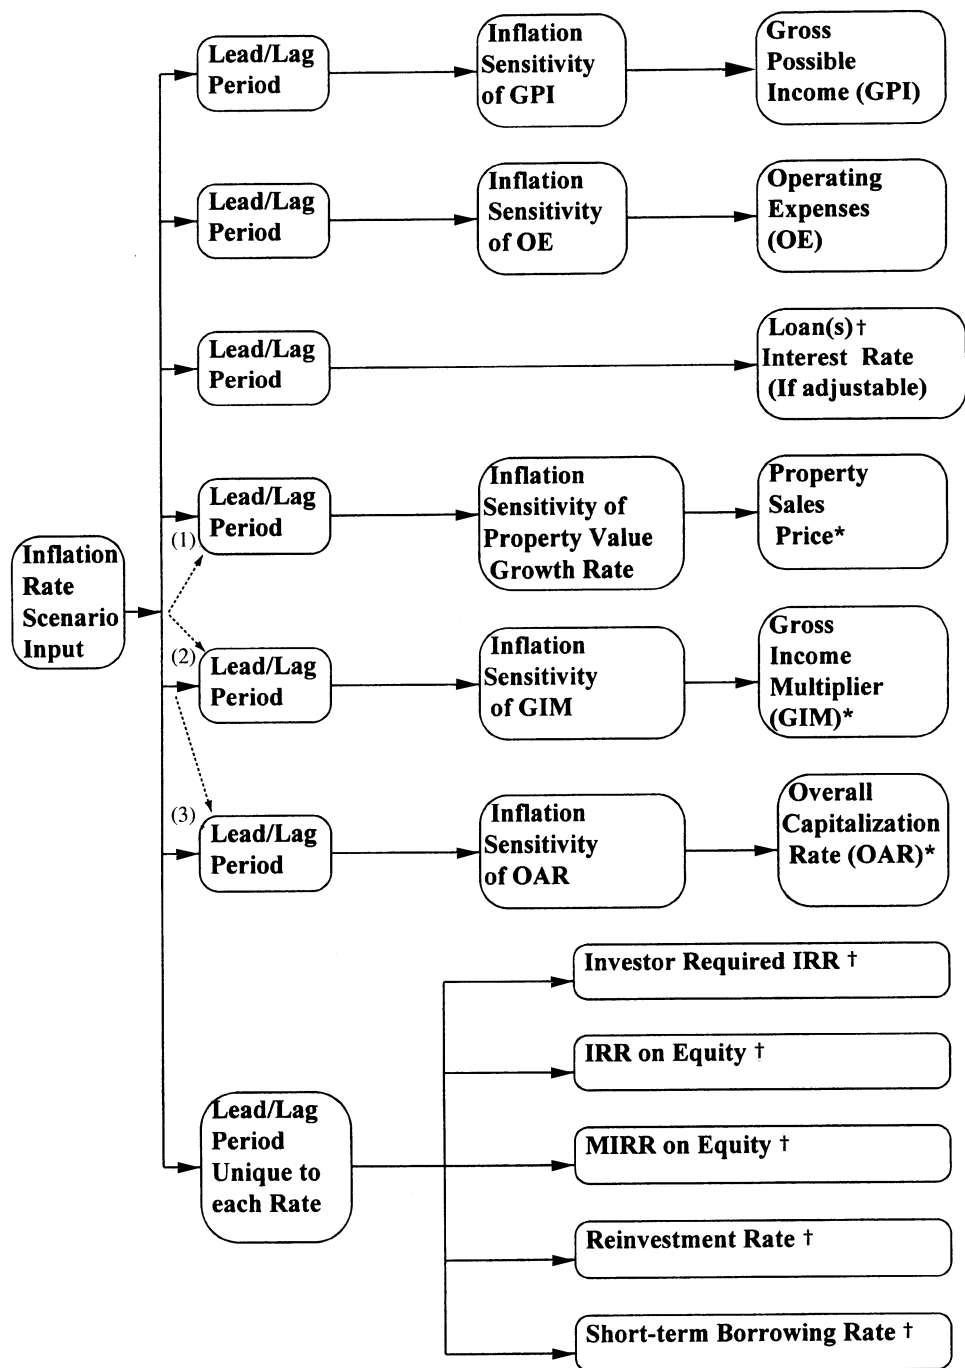 Lead/Lag
Period
Inflation
Sensitivity
of GPI
Gross
Possible
Income (GPI)
Lead/Lag
Period
Inflation
Sensitivity
of OE
Operating
Expenses
(OE)
Lead/Lag
Period
Loan(s) †
Interest Rate
(If adjustable)
Lead/Lag
Period
Inflation
Sensitivity of
Property Value
Growth Rate
Property
Sales
Price*
(1)
Inflation
Rate
Scenario
Input
(2)
Lead/Lag
Period
Inflation
Sensitivity
of GIM
Gross
Income
Multiplier
(GIM)*
(3)
Lead/Lag
Period
Inflation
Sensitivity
of OAR
Overall
Capitalization
Rate (OAR)*
Lead/Lag
Period
Unique to
each Rate
Investor Required IRR †
IRR on Equity †
MIRR on Equity †
Reinvestment Rate †
Short-term Borrowing Rate †